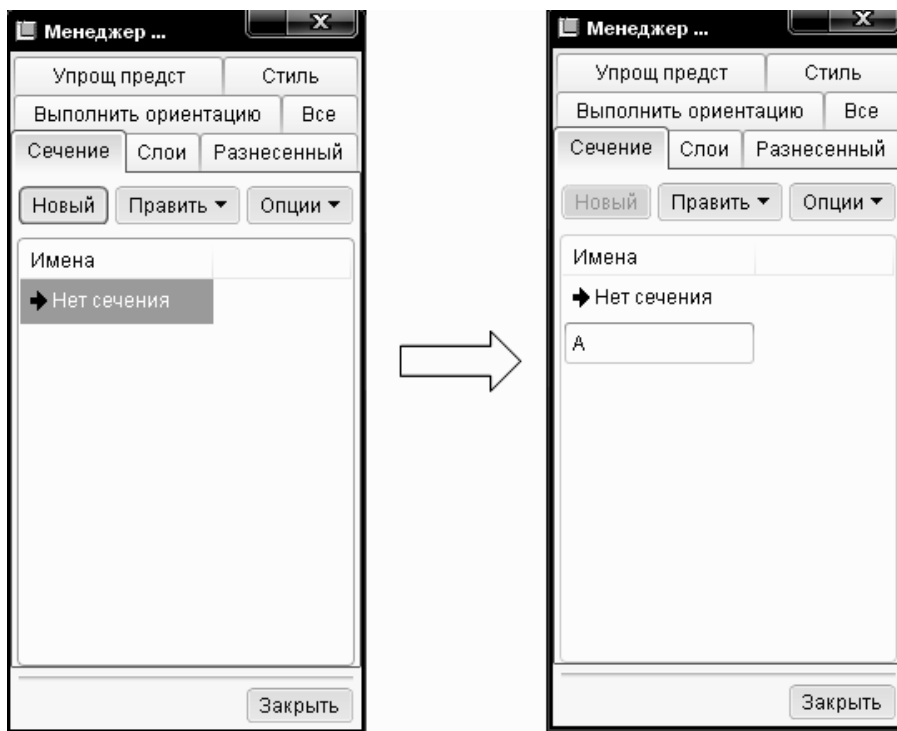 Менеджер ...
Упрощ предст Стиль
Выполнить ориентацию Все
Сечение Слои Разнесенный
Новый Править Опции
Имена
Нет сечения
Закрыть
Менеджер ...
Упрощ предст Стиль
Выполнить ориентацию Все
Сечение Слои Разнесенный
Новый Править Опции
Имена
Нет сечения
A
Закрыть